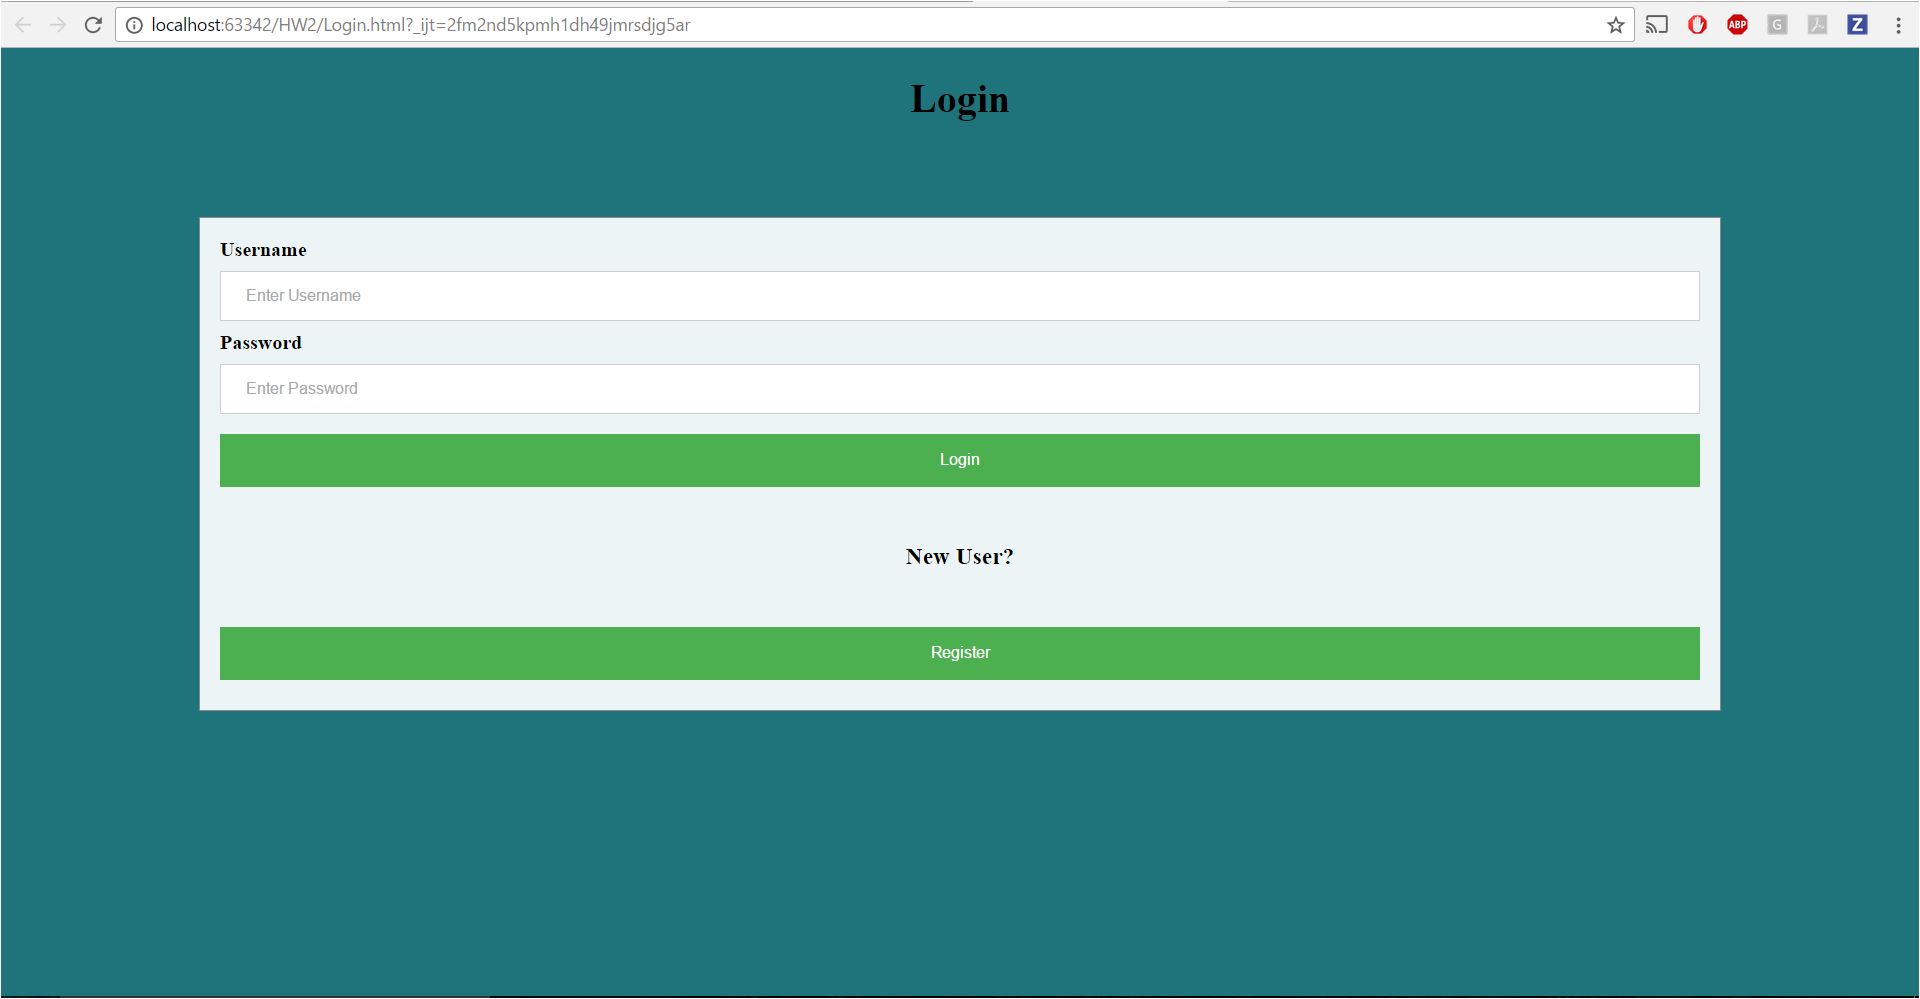 localhost:63342/HW2/Login.html?_ijt=2fm2nd5kpmh1dh49jmrsdjg5ar
ABP
G
Z
Login
Username
Enter Username
Password
Enter Password
Login
New User?
Register